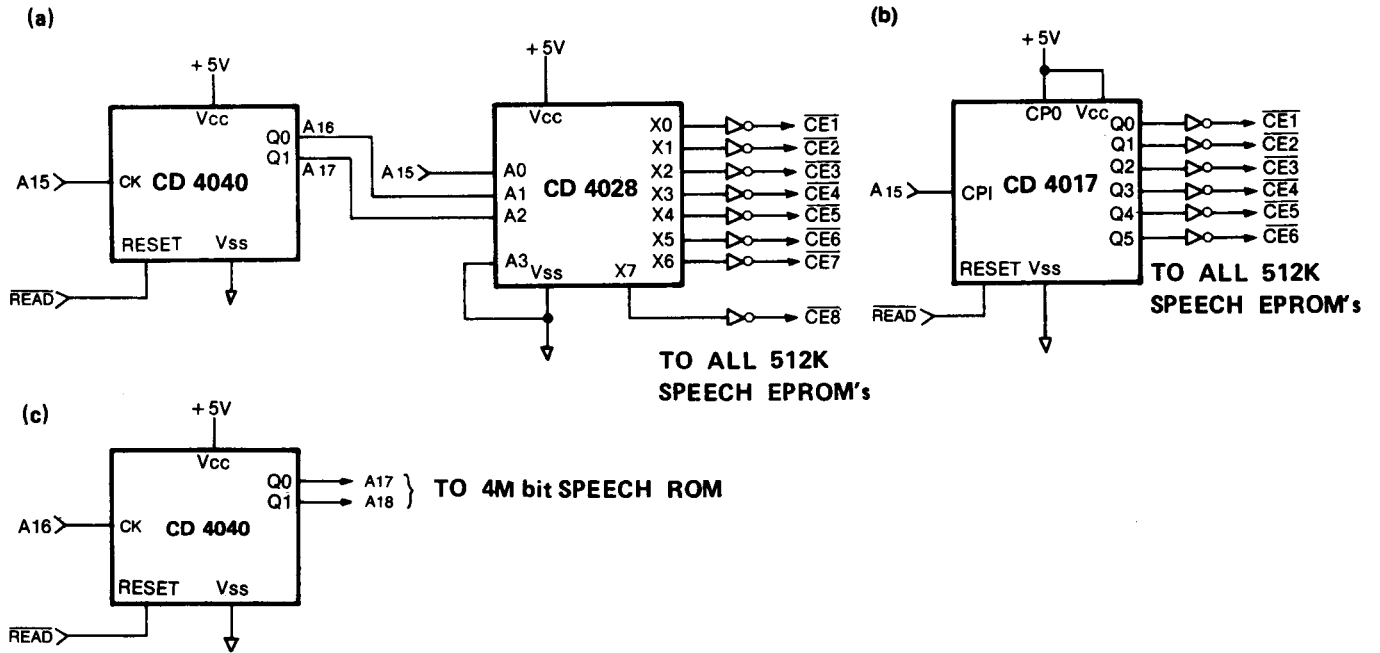 (a)
+5V
Vcc
Q0
A16
Q1
A17
A15
CK
CD 4040
RESET
Vss
READ
+5V
Vcc
A15
A0
A1
A2
A3
CD 4028
Vss
X0
X1
X2
X3
X4
X5
X6
X7
CE1
CE2
CE3
CE4
CE5
CE6
CE7
CE8
TO ALL 512K
SPEECH EPROM's
(b)
+5V
CP0
Vcc
A15
CPI
CD 4017
Q0
Q1
Q2
Q3
Q4
Q5
RESET
Vss
READ
CE1
CE2
CE3
CE4
CE5
CE6
TO ALL 512K
SPEECH EPROM's
(c)
+5V
Vcc
Q0
A17
Q1
A18
} TO 4M bit SPEECH ROM
A16
CK
CD 4040
RESET
Vss
READ